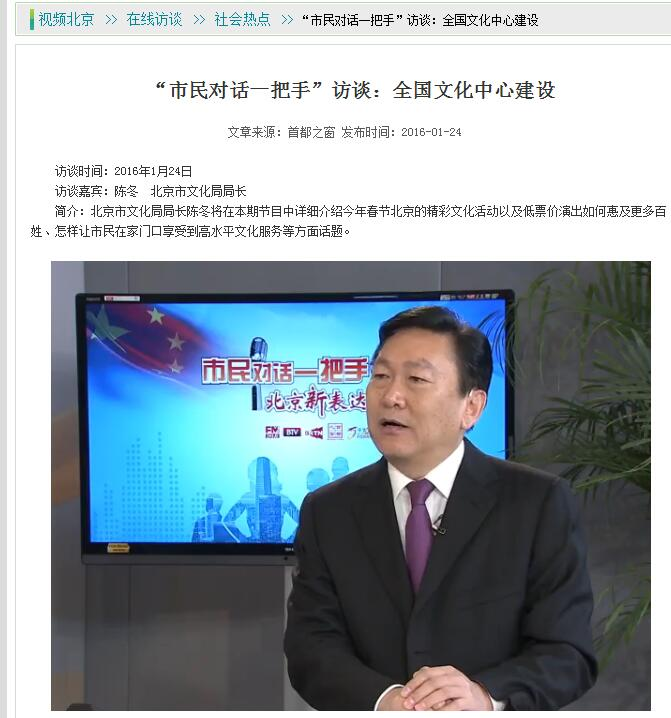 视频北京 >> 在线访谈 >> 社会热点 >> “市民对话一把手”访谈：全国文化中心建设
“市民对话一把手”访谈：全国文化中心建设
文章来源：首都之窗 发布时间：2016-01-24
访谈时间：2016年1月24日
访谈嘉宾：陈冬 北京市文化局局长
简介：北京市文化局局长陈冬将在本期节目中详细介绍今年春节北京的精彩文化活动以及低票价演出如何惠及更多百
姓、怎样让市民在家门口享受到高水平文化服务等方面话题。
市民对话一把手
北京新表达
BTV